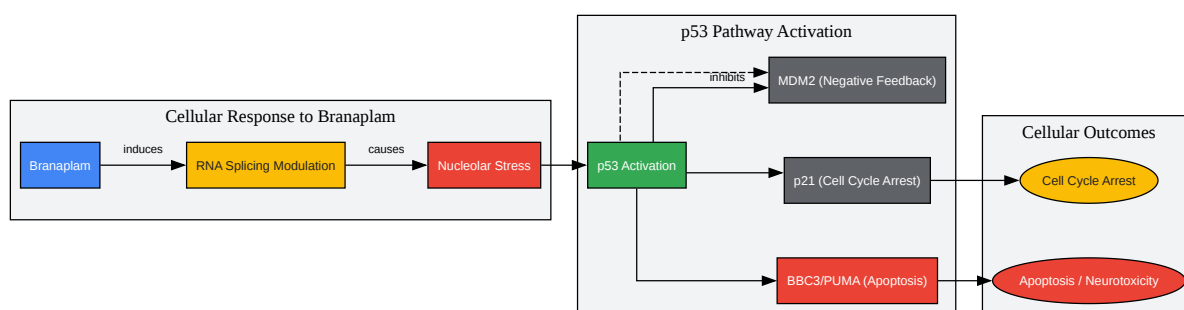 p53 Pathway Activation
MDM2 (Negative Feedback)
inhibits
Cellular Response to Branaplam
Cellular Outcomes
Branaplam
induces
RNA Splicing Modulation
causes
Nucleolar Stress
p53 Activation
p21 (Cell Cycle Arrest)
Cell Cycle Arrest
BBC3/PUMA (Apoptosis)
Apoptosis / Neurotoxicity